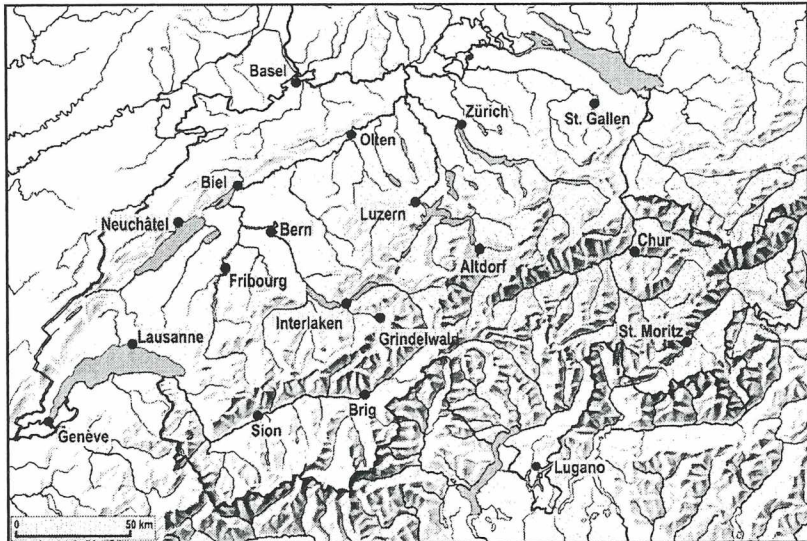 Basel
Zürich
St. Gallen
Olten
Biel
Luzern
Neuchâtel
Bern
Altdorf
Chur
Fribourg
Interlaken
Grindelwald
St. Moritz
Lausanne
Brig
Sion
Genève
Lugano
0 50 km